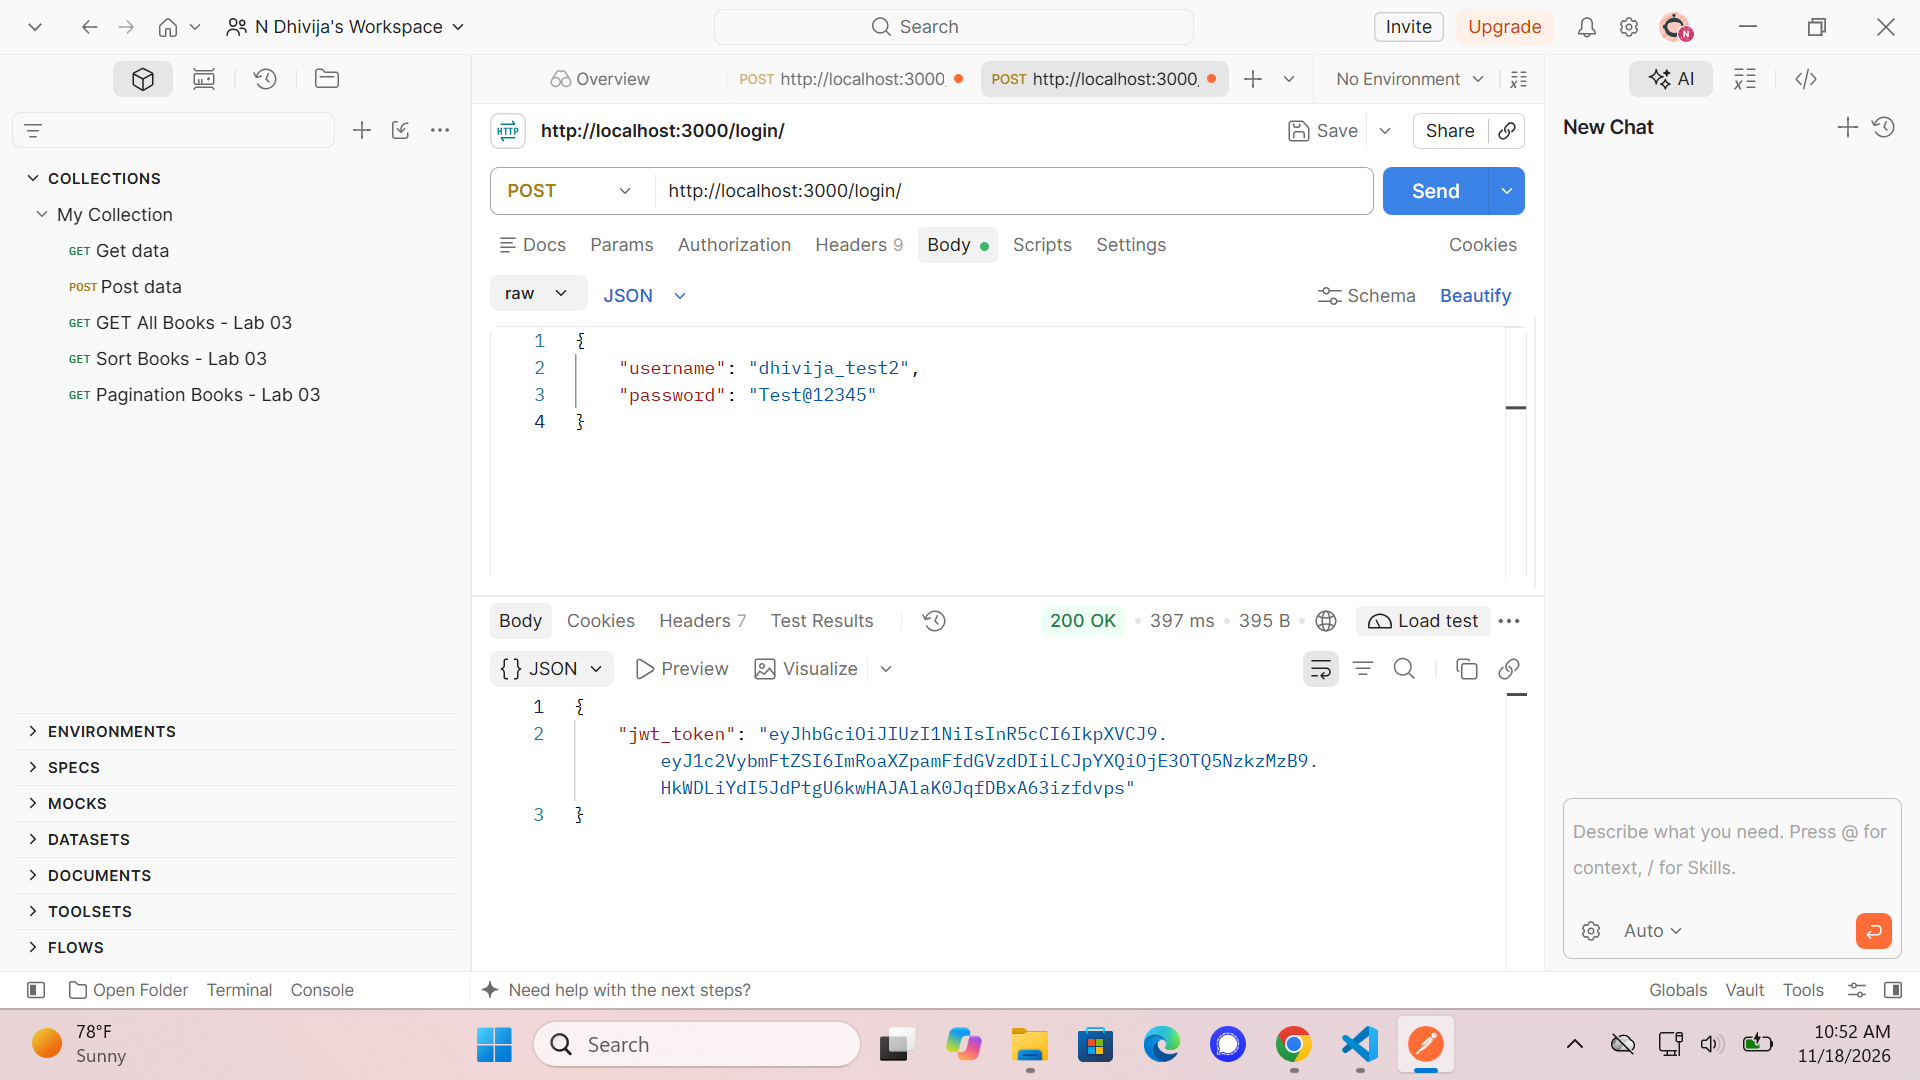 N Dhivija's Workspace
Search
Invite
Upgrade
N
Overview
POST http://localhost:3000,
POST http://localhost:3000,
No Environment
AI
HTTP http://localhost:3000/login/
Save
Share
New Chat
COLLECTIONS
My Collection
GET Get data
POST Post data
GET GET All Books - Lab 03
GET Sort Books - Lab 03
GET Pagination Books - Lab 03
POST http://localhost:3000/login/
Send
Docs Params Authorization Headers 9 Body Scripts Settings Cookies
raw JSON Schema Beautify
1 {
2 "username": "dhivija_test2",
3 "password": "Test@12345"
4 }
Body Cookies Headers 7 Test Results 200 OK 397 ms 395 B Load test
{ } JSON Preview Visualize
1 {
2 "jwt_token": "eyJhbGciOiJIUzI1NiIsInR5cCI6IkpXVCJ9.
eyJ1c2VybmFtZSI6ImRoaXZpamFfdGVzdDIiLCJpYXQiOjE3OTQ5NzkzMzB9.
HkWDLiYdI5JdPtgU6kwHAJAlaK0JqfDBxA63izfdvps"
3 }
ENVIRONMENTS
SPECS
MOCKS
DATASETS
DOCUMENTS
TOOLSETS
FLOWS
Describe what you need. Press @ for
context, / for Skills.
Auto
Open Folder Terminal Console
Need help with the next steps?
Globals Vault Tools
78°F
Sunny
Search
10:52 AM
11/18/2026